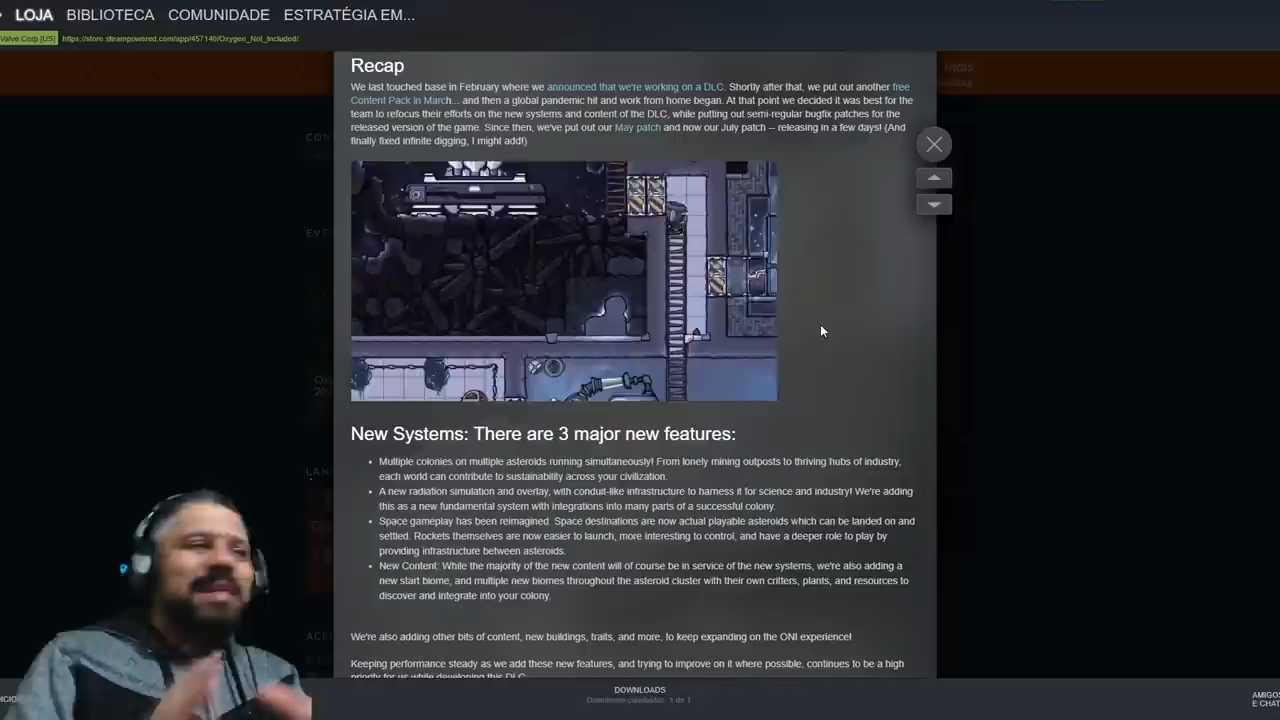 LOJA BIBLIOTECA COMUNIDADE ESTRATÉGIA EM...
Valve Corp [US] https://store.steampowered.com/app/457140/Oxygen_Not_Included/
Recap
We last touched base in February where we announced that we're working on a DLC. Shortly after that, we put out another free
Content Pack in March... and then a global pandemic hit and work from home began. At that point we decided it was best for the
team to refocus their efforts on the new systems and content of the DLC, while putting out semi-regular bugfix patches for the
released version of the game. Since then, we've put out our May patch and now our July patch -- releasing in a few days! (And
finally fixed infinite digging, I might add!)
New Systems: There are 3 major new features:
Multiple colonies on multiple asteroids running simultaneously! From lonely mining outposts to thriving hubs of industry,
each world can contribute to sustainability across your civilization.
A new radiation simulation and overlay, with conduit-like infrastructure to harness it for science and industry! We're adding
this as a new fundamental system with integrations into many parts of a successful colony.
Space gameplay has been reimagined. Space destinations are now actual playable asteroids which can be landed on and
settled. Rockets themselves are now easier to launch, more interesting to control, and have a deeper role to play by
providing infrastructure between asteroids.
New Content: While the majority of the new content will of course be in service of the new systems, we're also adding a
new start biome, and multiple new biomes throughout the asteroid cluster with their own critters, plants, and resources to
discover and integrate into your colony.
We're also adding other bits of content, new buildings, traits, and more, to keep expanding on the ONI experience!
Keeping performance steady as we add these new features, and trying to improve on it where possible, continues to be a high
priority for us while developing this DLC.
DOWNLOADS
Downloads concluídos: 1 de 1
AMIGOS
E CHAT